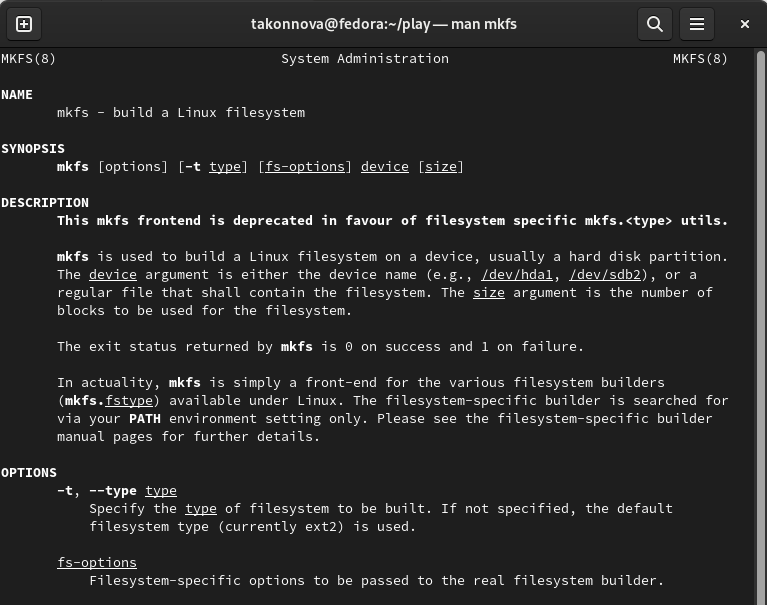 takonnova@fedora:~/play — man mkfs
MKFS(8) System Administration MKFS(8)
NAME
mkfs - build a Linux filesystem
SYNOPSIS
mkfs [options] [-t type] [fs-options] device [size]
DESCRIPTION
This mkfs frontend is deprecated in favour of filesystem specific mkfs.<type> utils.
mkfs is used to build a Linux filesystem on a device, usually a hard disk partition.
The device argument is either the device name (e.g., /dev/hda1, /dev/sdb2), or a
regular file that shall contain the filesystem. The size argument is the number of
blocks to be used for the filesystem.
The exit status returned by mkfs is 0 on success and 1 on failure.
In actuality, mkfs is simply a front-end for the various filesystem builders
(mkfs.fstype) available under Linux. The filesystem-specific builder is searched for
via your PATH environment setting only. Please see the filesystem-specific builder
manual pages for further details.
OPTIONS
-t, --type type
Specify the type of filesystem to be built. If not specified, the default
filesystem type (currently ext2) is used.
fs-options
Filesystem-specific options to be passed to the real filesystem builder.